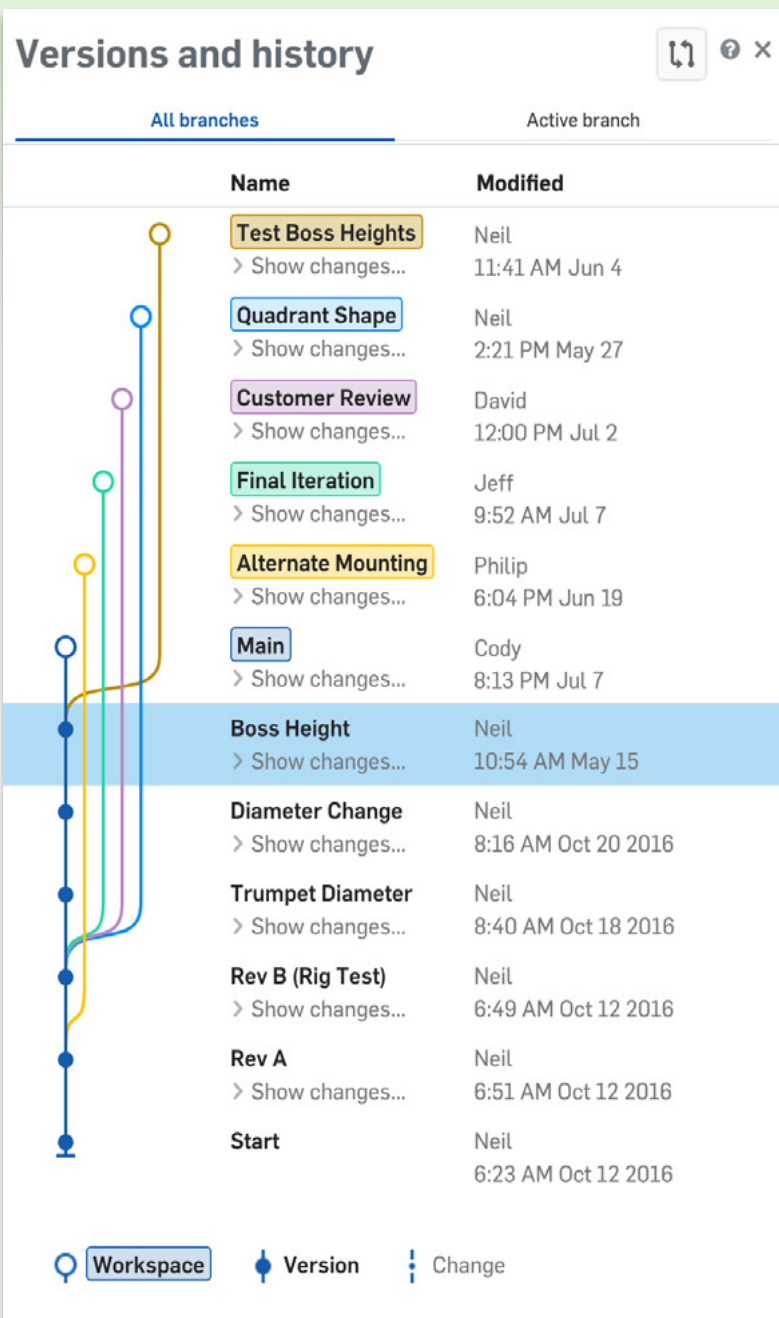 Versions and history
All branches Active branch
Name Modified
Test Boss Heights Neil
> Show changes... 11:41 AM Jun 4
Quadrant Shape Neil
> Show changes... 2:21 PM May 27
Customer Review David
> Show changes... 12:00 PM Jul 2
Final Iteration Jeff
> Show changes... 9:52 AM Jul 7
Alternate Mounting Philip
> Show changes... 6:04 PM Jun 19
Main Cody
> Show changes... 8:13 PM Jul 7
Boss Height Neil
> Show changes... 10:54 AM May 15
Diameter Change Neil
> Show changes... 8:16 AM Oct 20 2016
Trumpet Diameter Neil
> Show changes... 8:40 AM Oct 18 2016
Rev B (Rig Test) Neil
> Show changes... 6:49 AM Oct 12 2016
Rev A Neil
> Show changes... 6:51 AM Oct 12 2016
Start Neil
6:23 AM Oct 12 2016
Workspace Version Change